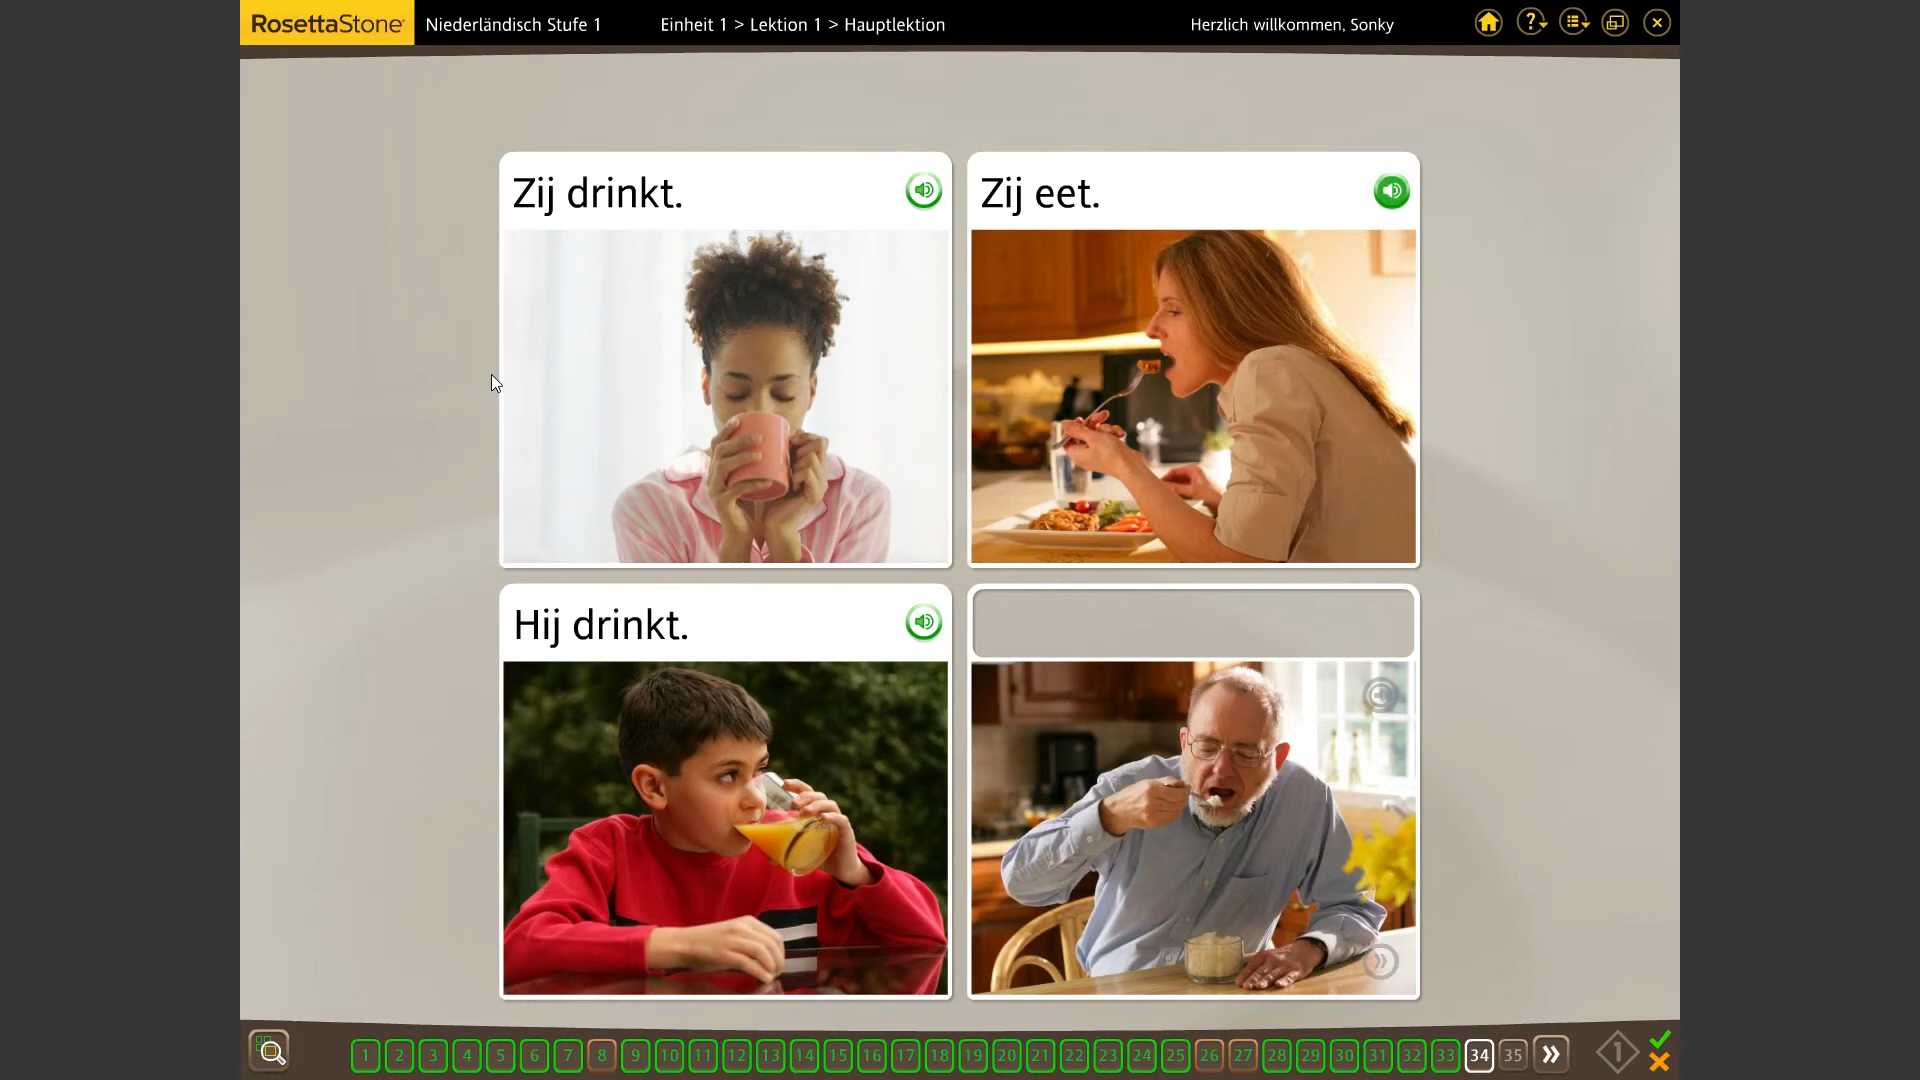 RosettaStone Niederländisch Stufe 1 Einheit 1 > Lektion 1 > Hauptlektion Herzlich willkommen, Sonky
Zij drinkt.
Zij eet.
Hij drinkt.
1 2 3 4 5 6 7 8 9 10 11 12 13 14 15 16 17 18 19 20 21 22 23 24 25 26 27 28 29 30 31 32 33 34 35 1